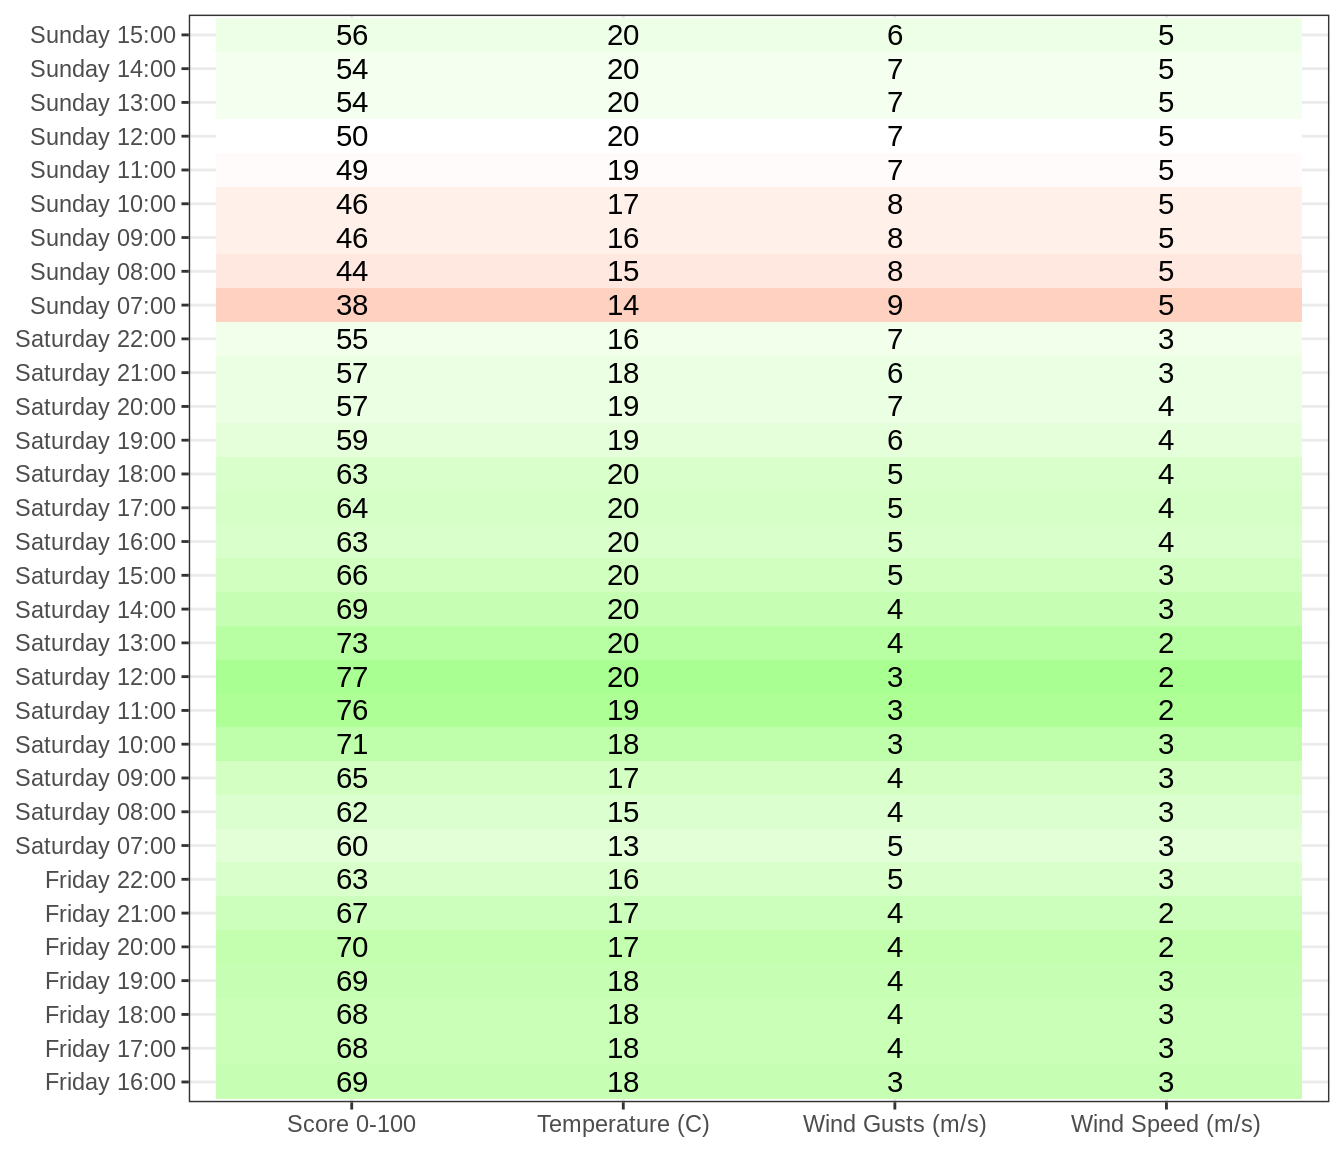 Sunday 15:00 56 20 6 5
Sunday 14:00 54 20 7 5
Sunday 13:00 54 20 7 5
Sunday 12:00 50 20 7 5
Sunday 11:00 49 19 7 5
Sunday 10:00 46 17 8 5
Sunday 09:00 46 16 8 5
Sunday 08:00 44 15 8 5
Sunday 07:00 38 14 9 5
Saturday 22:00 55 16 7 3
Saturday 21:00 57 18 6 3
Saturday 20:00 57 19 7 4
Saturday 19:00 59 19 6 4
Saturday 18:00 63 20 5 4
Saturday 17:00 64 20 5 4
Saturday 16:00 63 20 5 4
Saturday 15:00 66 20 5 3
Saturday 14:00 69 20 4 3
Saturday 13:00 73 20 4 2
Saturday 12:00 77 20 3 2
Saturday 11:00 76 19 3 2
Saturday 10:00 71 18 3 3
Saturday 09:00 65 17 4 3
Saturday 08:00 62 15 4 3
Saturday 07:00 60 13 5 3
Friday 22:00 63 16 5 3
Friday 21:00 67 17 4 2
Friday 20:00 70 17 4 2
Friday 19:00 69 18 4 3
Friday 18:00 68 18 4 3
Friday 17:00 68 18 4 3
Friday 16:00 69 18 3 3
Score 0-100 Temperature (C) Wind Gusts (m/s) Wind Speed (m/s)